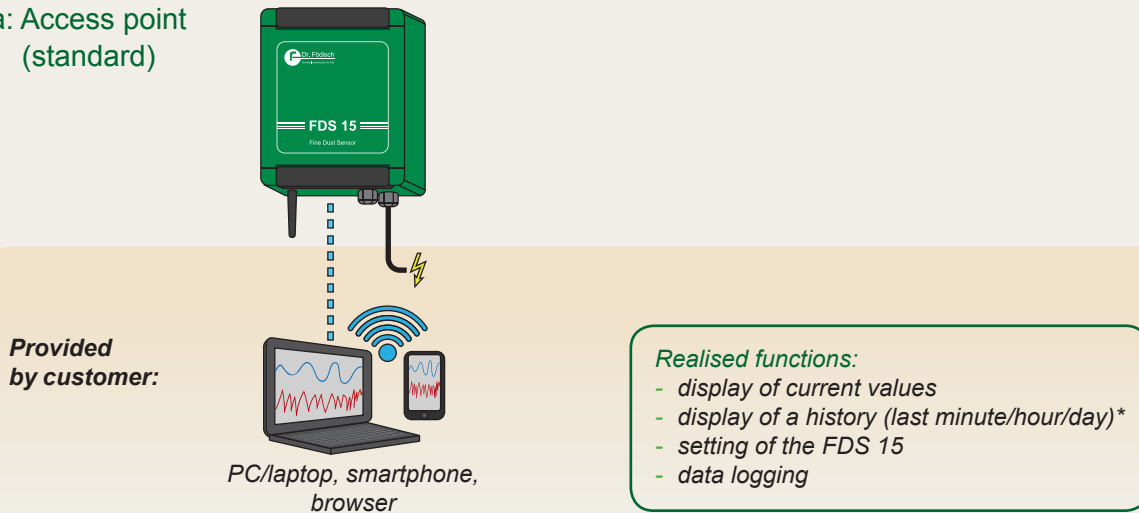 a: Access point
(standard)
Dr. Födisch
FDS 15
Fine Dust Sensor
Provided
by customer:
PC/laptop, smartphone,
browser
Realised functions:
- display of current values
- display of a history (last minute/hour/day)*
- setting of the FDS 15
- data logging